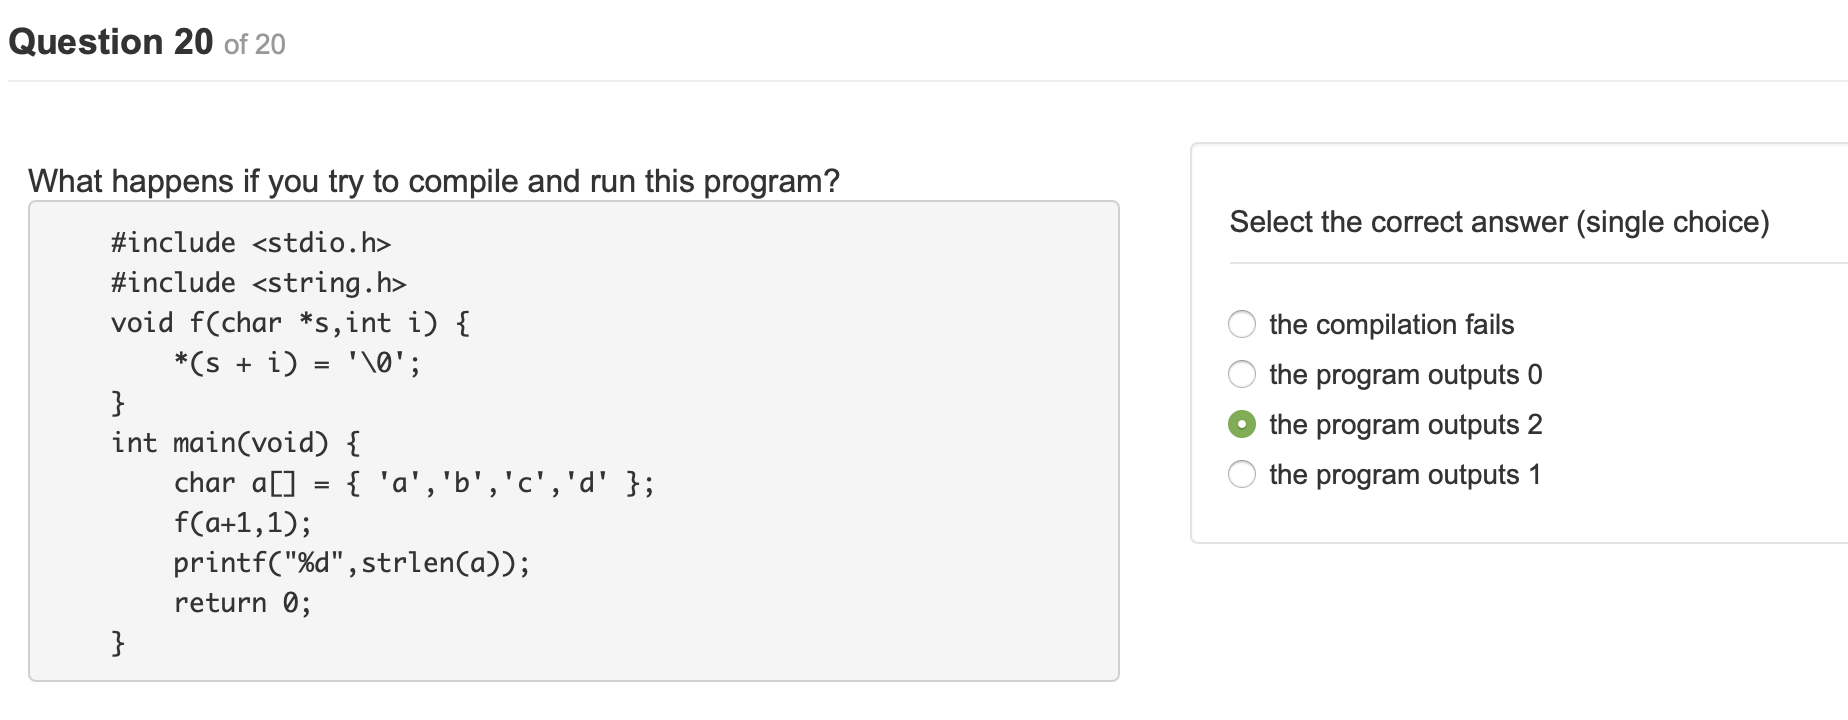 Question 20 of 20
What happens if you try to compile and run this program?
#include <stdio.h>
#include <string.h>
void f(char *s,int i) {
    *(s + i) = '\0';
}
int main(void) {
    char a[] = { 'a','b','c','d' };
    f(a+1,1);
    printf("%d",strlen(a));
    return 0;
}
Select the correct answer (single choice)
the compilation fails
the program outputs 0
the program outputs 2
the program outputs 1